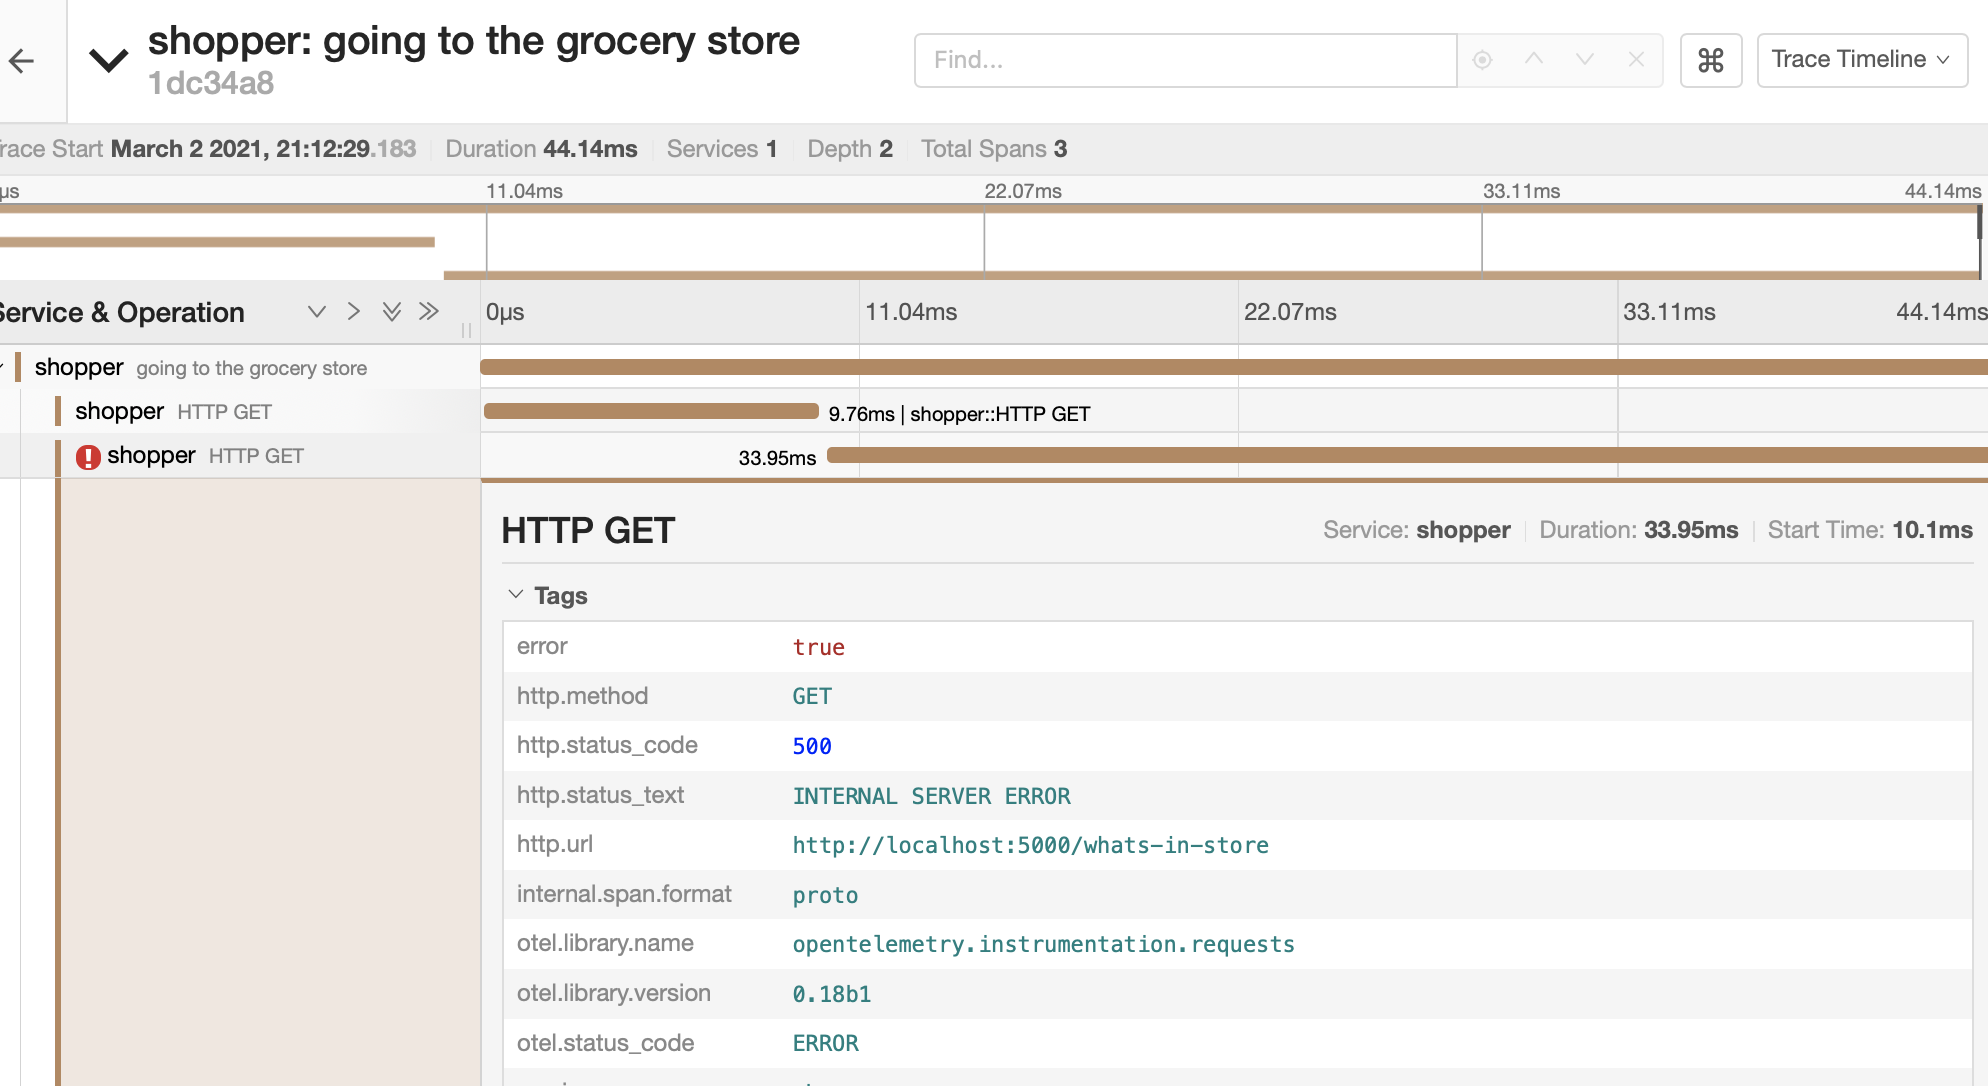 shopper: going to the grocery store
1dc34a8
Find...
⌘
Trace Timeline
race Start March 2 2021, 21:12:29.183 Duration 44.14ms Services 1 Depth 2 Total Spans 3
µs 11.04ms 22.07ms 33.11ms 44.14ms
Service & Operation
0µs 11.04ms 22.07ms 33.11ms 44.14ms
shopper going to the grocery store
shopper HTTP GET
9.76ms | shopper::HTTP GET
shopper HTTP GET
33.95ms
HTTP GET
Service: shopper Duration: 33.95ms Start Time: 10.1ms
Tags
error true
http.method GET
http.status_code 500
http.status_text INTERNAL SERVER ERROR
http.url http://localhost:5000/whats-in-store
internal.span.format proto
otel.library.name opentelemetry.instrumentation.requests
otel.library.version 0.18b1
otel.status_code ERROR